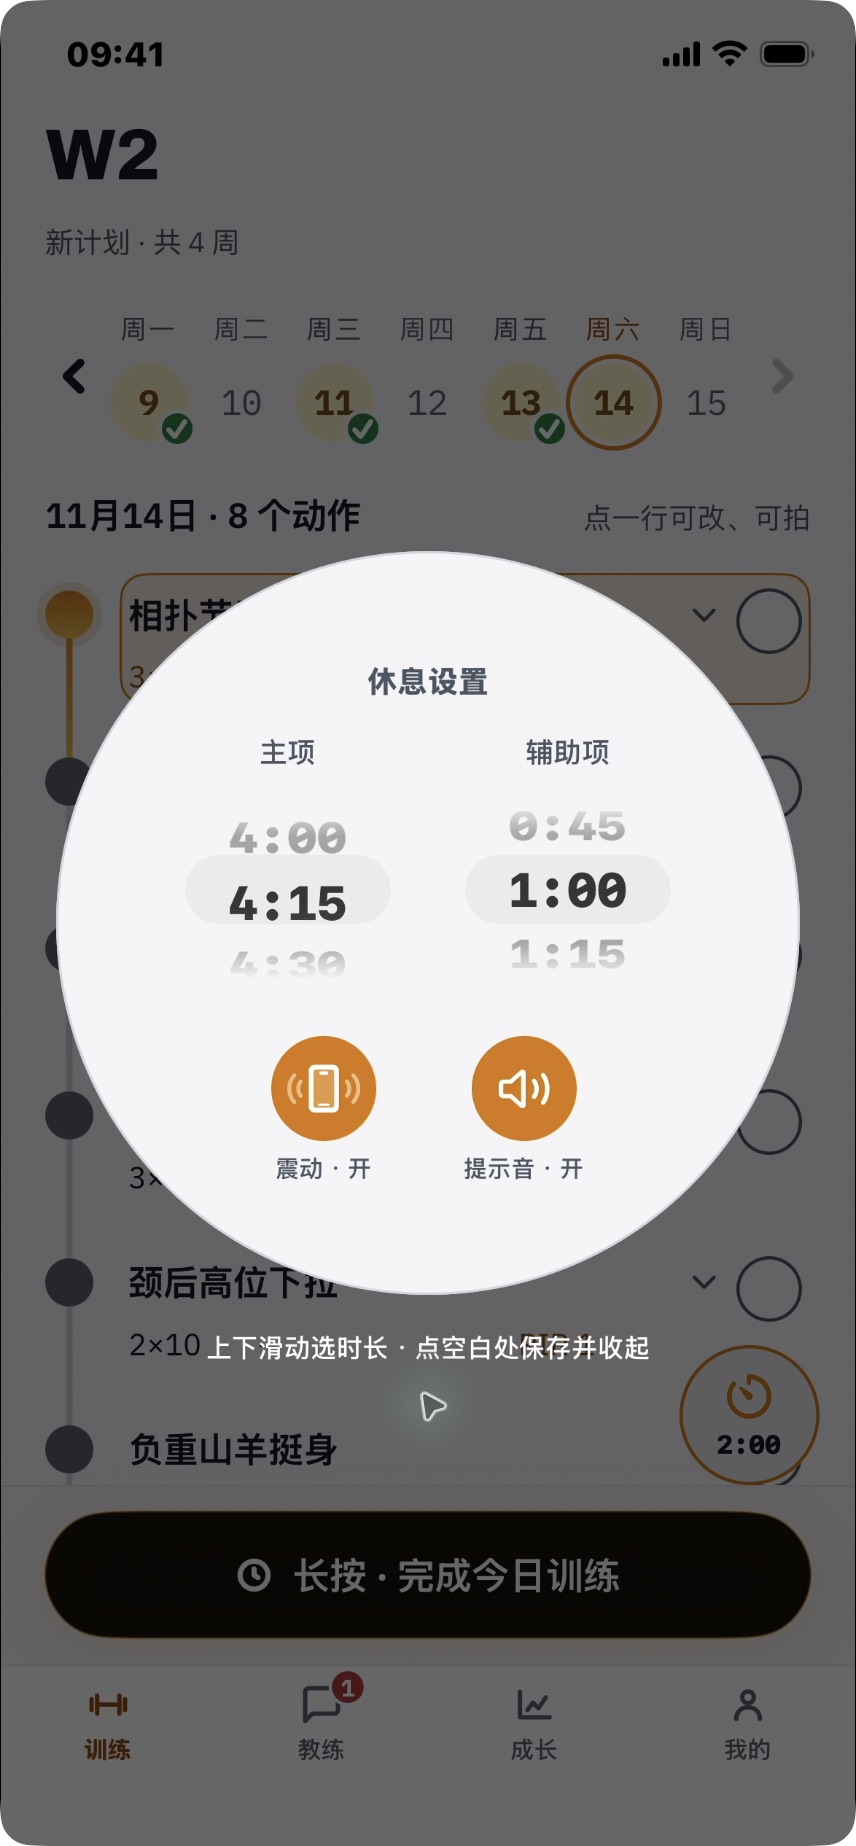 09:41
W2
新计划 · 共 4 周
周一 周二 周三 周四 周五 周六 周日
9 10 11 12 13 14 15
11月14日 · 8 个动作
点一行可改、可拍
相扑
休息设置
主项 辅助项
4:00 0:45
4:15 1:00
4:30 1:15
震动 · 开 提示音 · 开
3×
颈后高位下拉
2×10
上下滑动选时长 · 点空白处保存并收起
负重山羊挺身
2:00
长按 · 完成今日训练
1
训练 教练 成长 我的